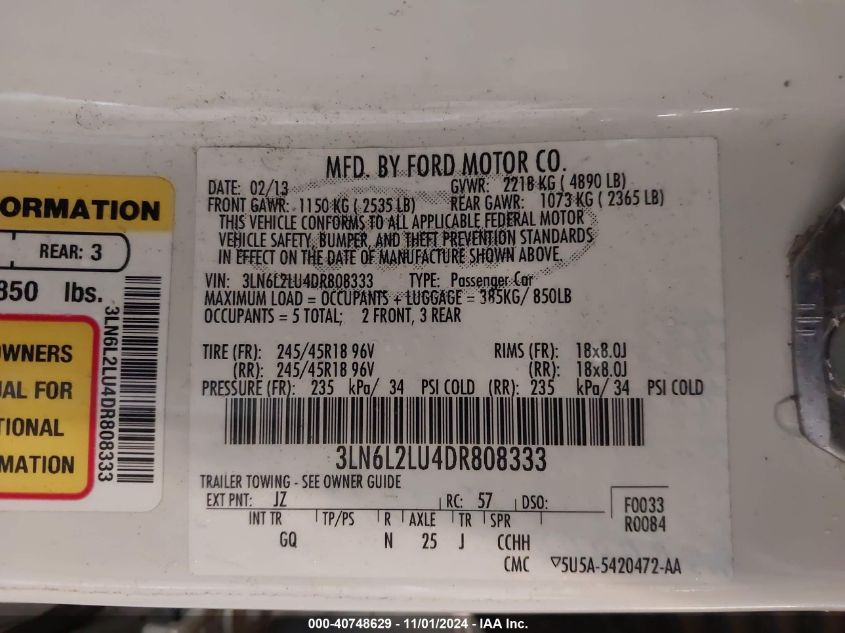 MFD. BY FORD MOTOR CO.
DATE: 02/13 GVWR: 2218 KG ( 4890 LB)
FRONT GAWR: 1150 KG ( 2535 LB) REAR GAWR: 1073 KG ( 2365 LB)
THIS VEHICLE CONFORMS TO ALL APPLICABLE FEDERAL MOTOR
VEHICLE SAFETY, BUMPER, AND THEFT PREVENTION STANDARDS
IN EFFECT ON THE DATE OF MANUFACTURE SHOWN ABOVE.
VIN: 3LN6L2LU4DR808333 TYPE: Passenger Car
MAXIMUM LOAD = OCCUPANTS + LUGGAGE = 385KG/ 850LB
OCCUPANTS = 5 TOTAL; 2 FRONT, 3 REAR
TIRE (FR): 245/45R18 96V RIMS (FR): 18x8.0J
(RR): 245/45R18 96V (RR): 18x8.0J
PRESSURE (FR): 235 kPa/ 34 PSI COLD (RR): 235 kPa/ 34 PSI COLD
3LN6L2LU4DR808333
TRAILER TOWING - SEE OWNER GUIDE
EXT PNT: JZ RC: 57 DSO:
INT TR TP/PS R AXLE TR SPR
GQ N 25 J CCHH
F0033
R0084
CMC ▽5U5A-5420472-AA
ORMATION
REAR: 3
850 lbs.
OWNERS
UAL FOR
TIONAL
RMATION
3LN6L2LU4DR808333
000-40748629 - 11/01/2024 - IAA Inc.